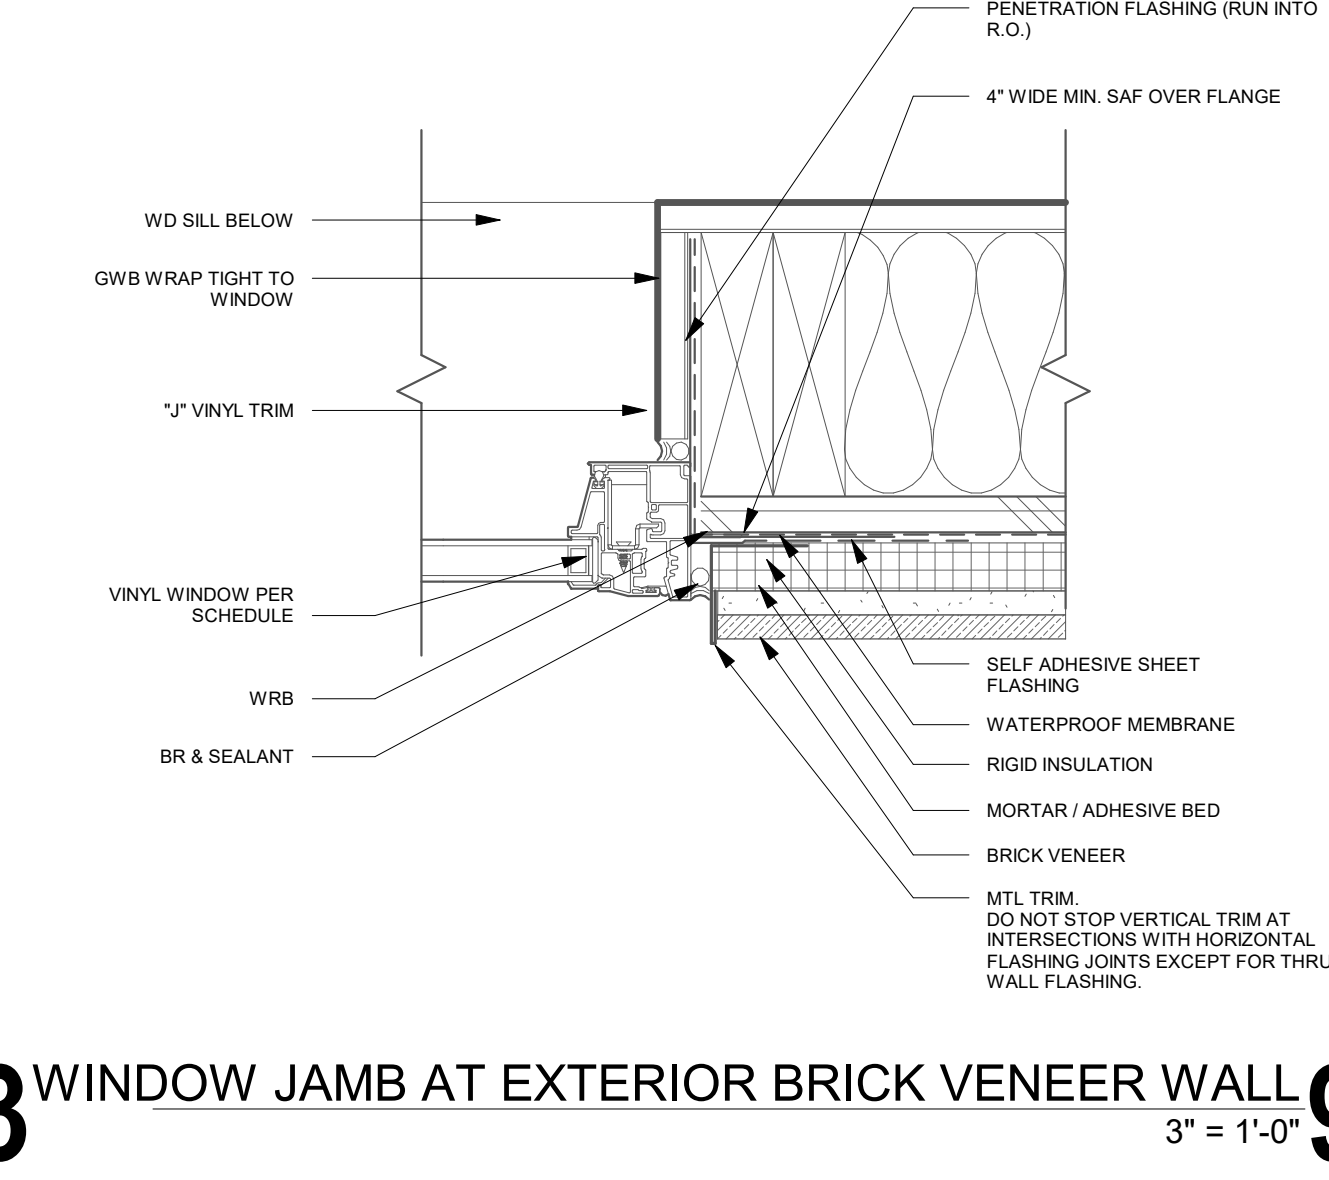 PENETRATION FLASHING (RUN INTO
R.O.)
4" WIDE MIN. SAF OVER FLANGE
WD SILL BELOW
GWB WRAP TIGHT TO
WINDOW
"J" VINYL TRIM
VINYL WINDOW PER
SCHEDULE
WRB
BR & SEALANT
SELF ADHESIVE SHEET
FLASHING
WATERPROOF MEMBRANE
RIGID INSULATION
MORTAR / ADHESIVE BED
BRICK VENEER
MTL TRIM.
DO NOT STOP VERTICAL TRIM AT
INTERSECTIONS WITH HORIZONTAL
FLASHING JOINTS EXCEPT FOR THRU
WALL FLASHING.
WINDOW JAMB AT EXTERIOR BRICK VENEER WALL
3" = 1'-0"